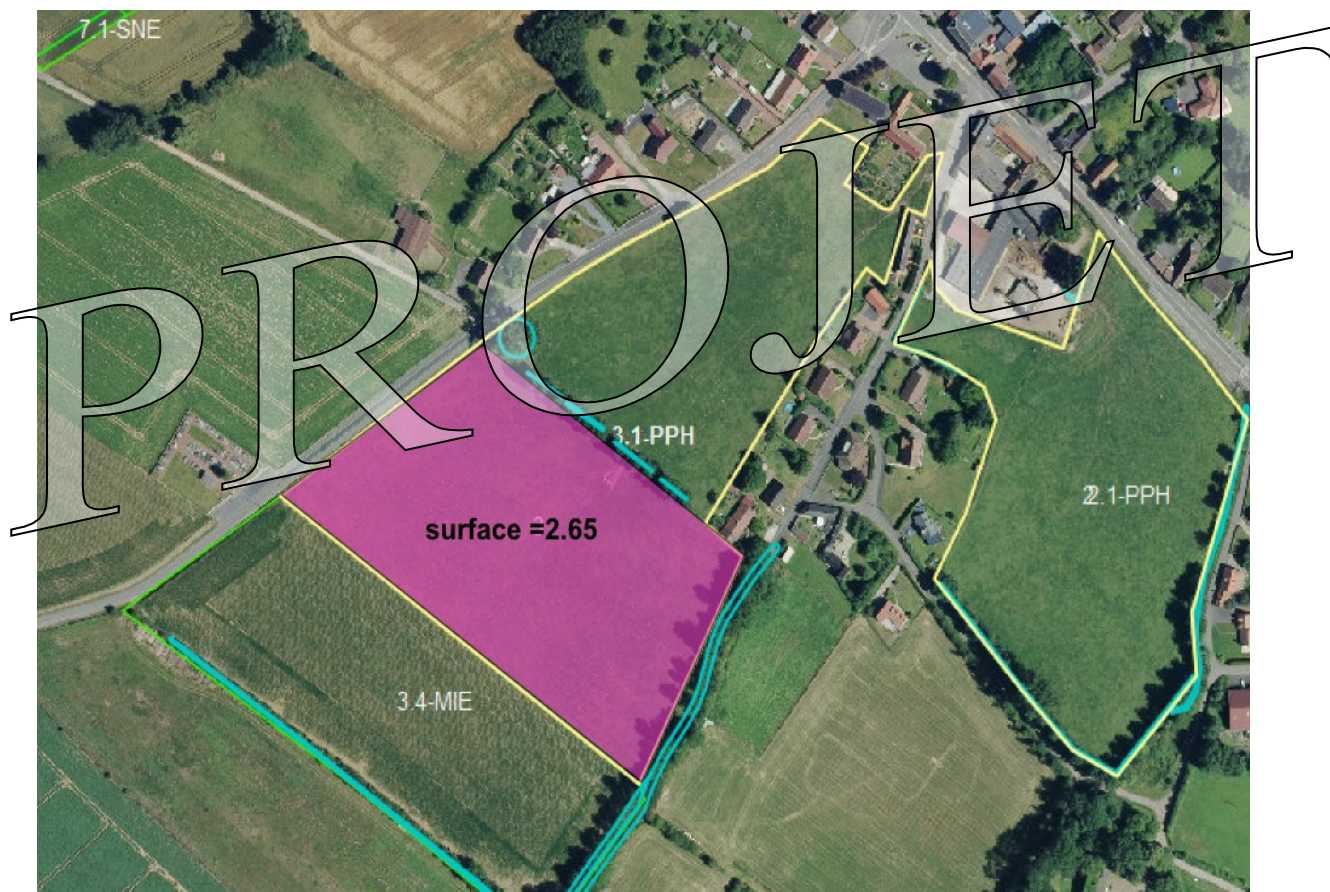 7.1-SNE
PROJET
3.1-PPH
2.1-PPH
surface =2.65
3.4-MIE